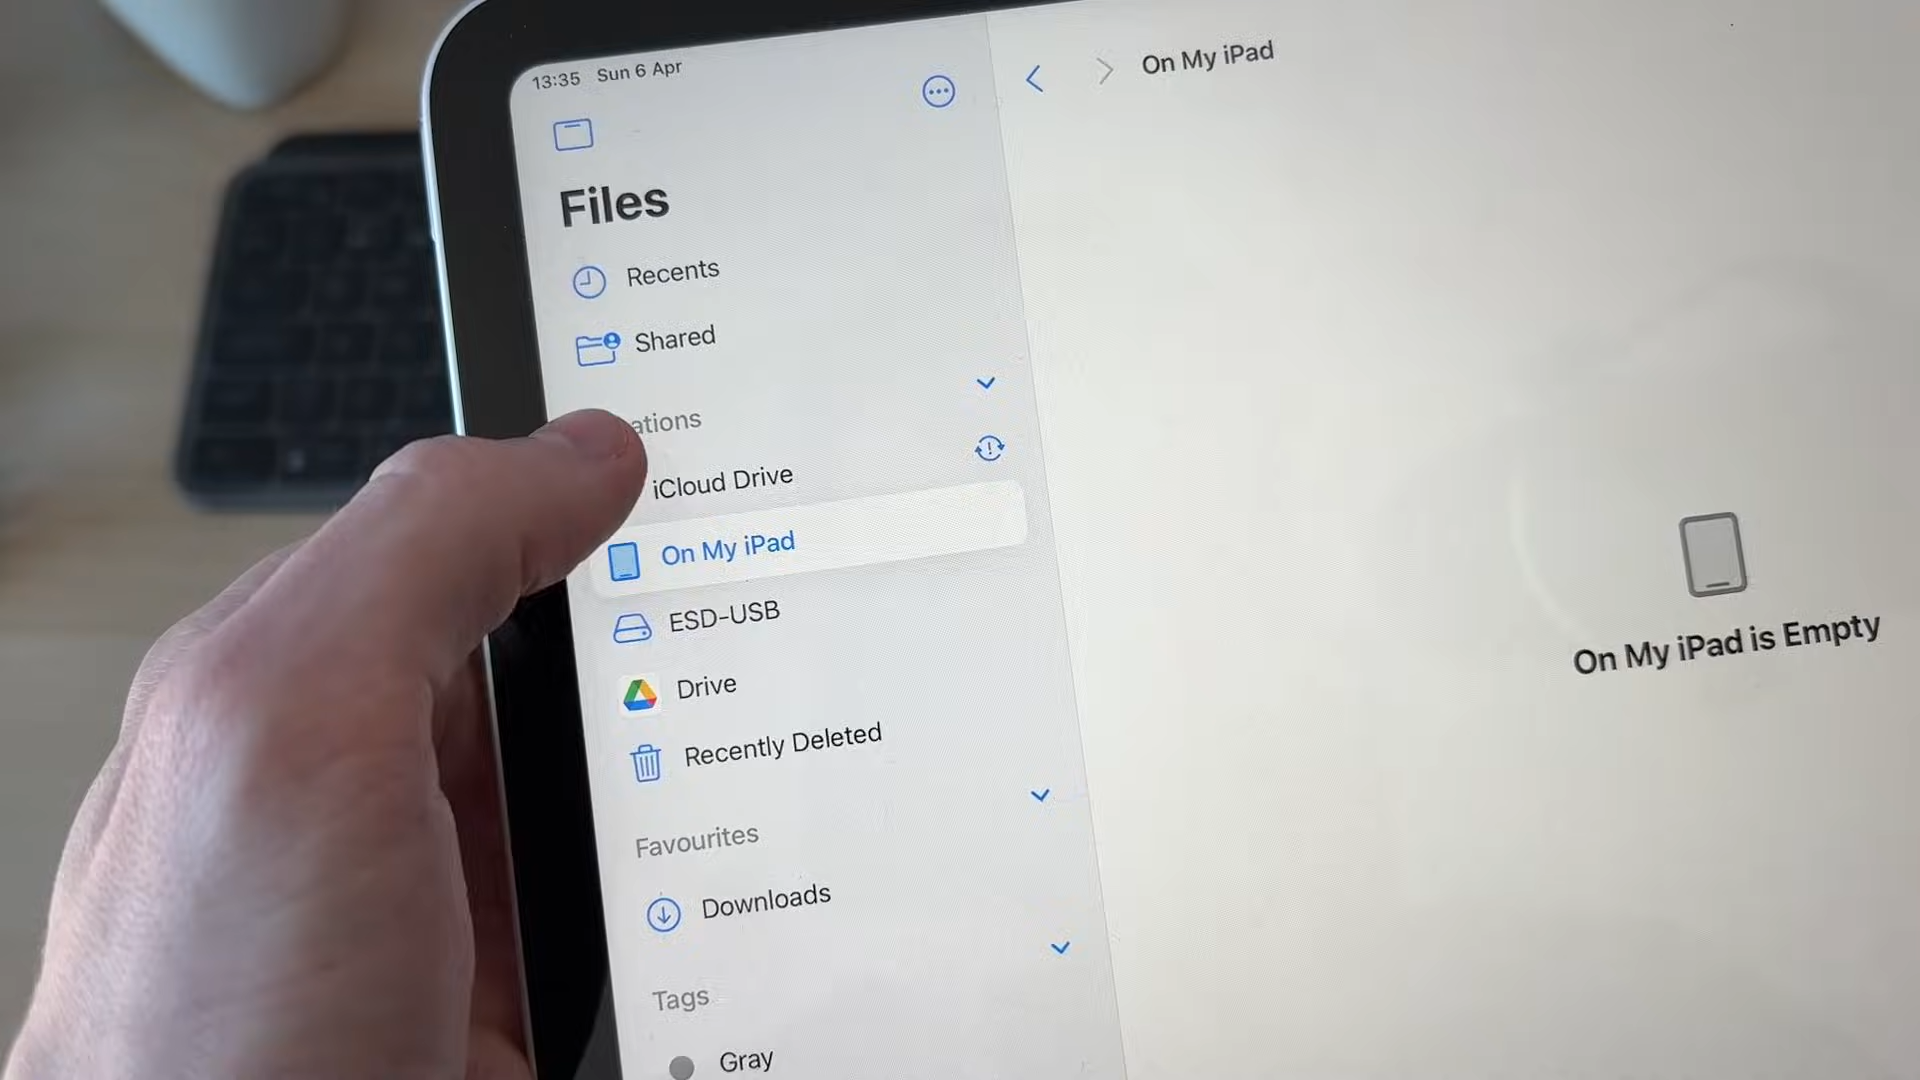 13:35 Sun 6 Apr
On My iPad
Files
Recents
Shared
ations
iCloud Drive
On My iPad
ESD-USB
Drive
Recently Deleted
Favourites
Downloads
Tags
Gray
On My iPad is Empty